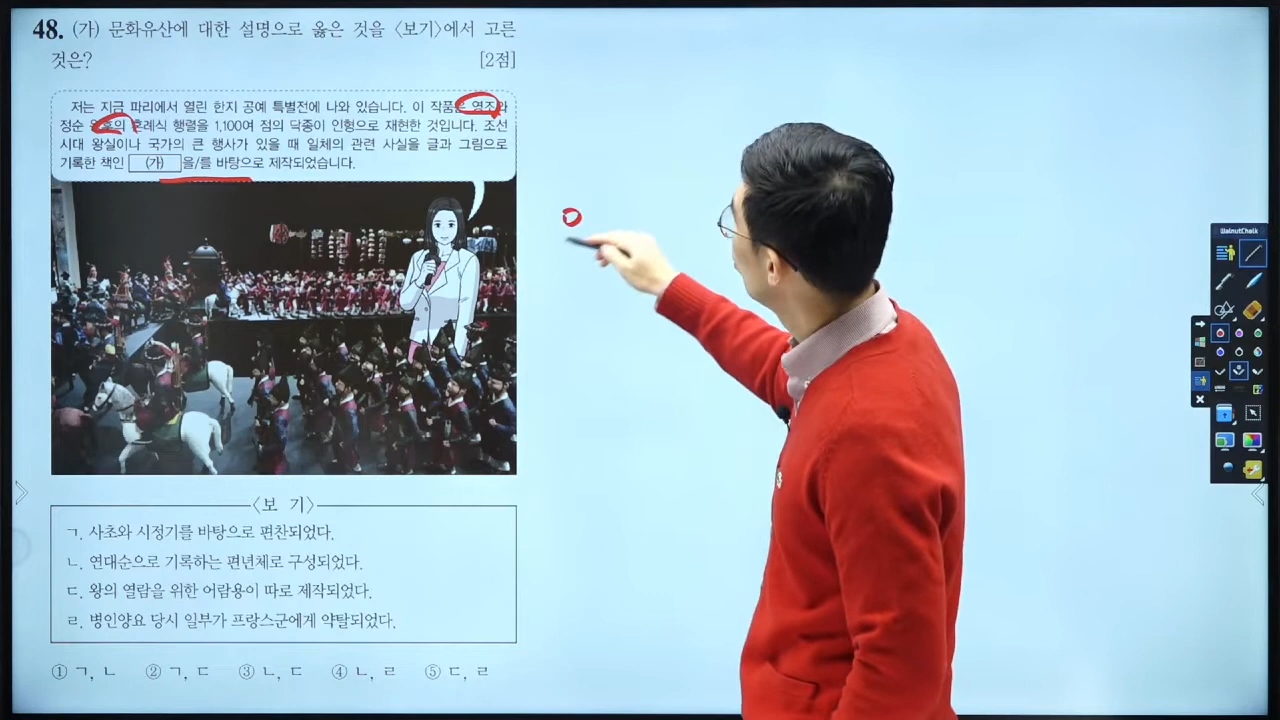 48. (가) 문화유산에 대한 설명으로 옳은 것을 <보기>에서 고른
것은? [2점]
저는 지금 파리에서 열린 한지 공예 특별전에 나와 있습니다. 이 작품은 영조와
정순 왕후의 혼례식 행렬을 1,100여 점의 닥종이 인형으로 재현한 것입니다. 조선
시대 왕실이나 국가의 큰 행사가 있을 때 일체의 관련 사실을 글과 그림으로
기록한 책인 (가) 을/를 바탕으로 제작되었습니다.
<보 기>
ㄱ. 사초와 시정기를 바탕으로 편찬되었다.
ㄴ. 연대순으로 기록하는 편년체로 구성되었다.
ㄷ. 왕의 열람을 위한 어람용이 따로 제작되었다.
ㄹ. 병인양요 당시 일부가 프랑스군에게 약탈되었다.
① ㄱ, ㄴ ② ㄱ, ㄷ ③ ㄴ, ㄷ ④ ㄴ, ㄹ ⑤ ㄷ, ㄹ
WalnutChalk